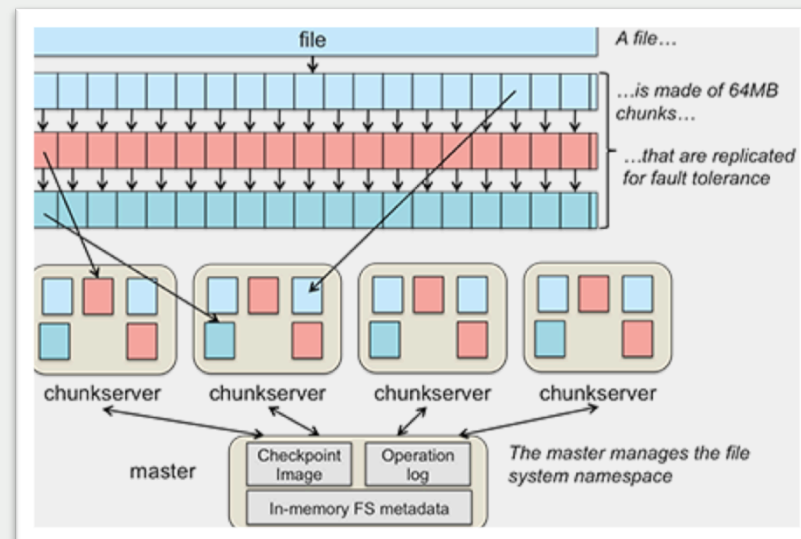 file
A file…
…is made of 64MB
chunks…
…that are replicated
for fault tolerance
chunkserver
chunkserver
chunkserver
chunkserver
master
Checkpoint
Image
Operation
log
In-memory FS metadata
The master manages the file
system namespace